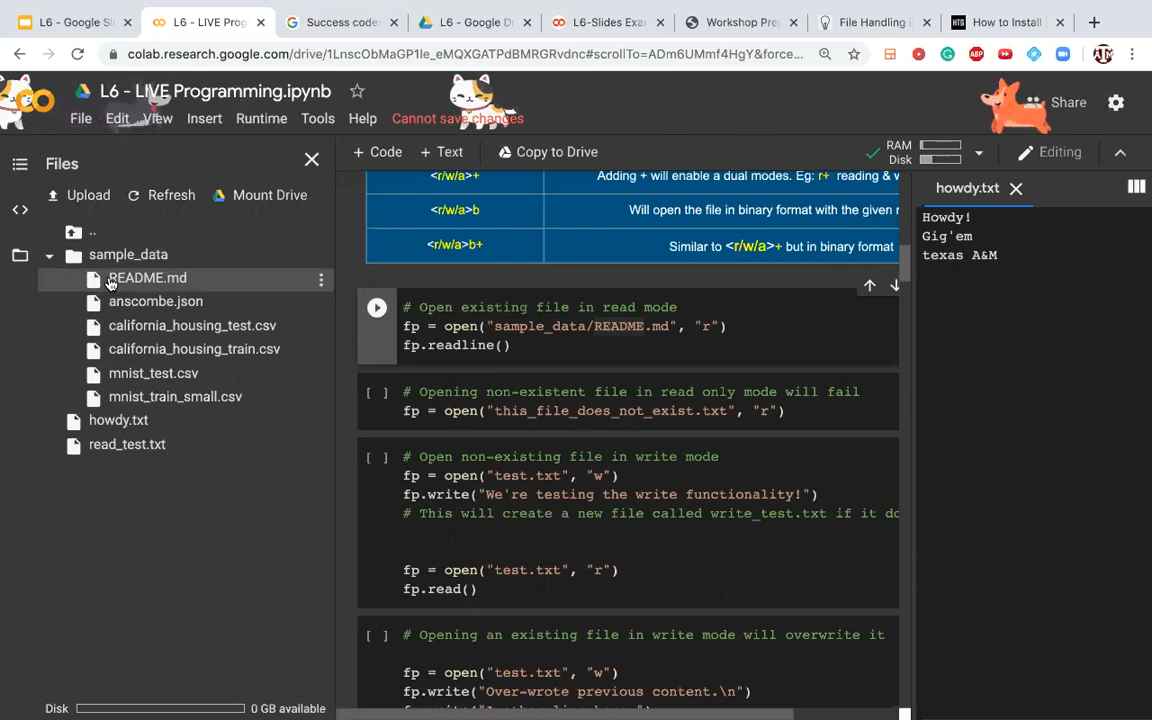 L6 - Google Sli
L6 - LIVE Prog
Success code
L6 - Google D
L6-Slides Exa
Workshop Pre
File Handling i
How to Install
colab.research.google.com/drive/1LnscObMaGP1Ie_eMQXGATPdBMRGRvdnc#scrollTo=ADm6UMmf4HgY&force...
L6 - LIVE Programming.ipynb
Share
File Edit View Insert Runtime Tools Help Cannot save changes
+ Code + Text Copy to Drive
RAM
Disk
Editing
Files
Upload Refresh Mount Drive
..
sample_data
README.md
anscombe.json
california_housing_test.csv
california_housing_train.csv
mnist_test.csv
mnist_train_small.csv
howdy.txt
read_test.txt
Disk 0 GB available
<r/w/a>+ Adding + will enable a dual modes. Eg: r+ reading & w
<r/w/a>b Will open the file in binary format with the given
<r/w/a>b+ Similar to <r/w/a>+ but in binary format
# Open existing file in read mode
fp = open("sample_data/README.md", "r")
fp.readline()
[ ] # Opening non-existent file in read only mode will fail
fp = open("this_file_does_not_exist.txt", "r")
[ ] # Open non-existing file in write mode
fp = open("test.txt", "w")
fp.write("We're testing the write functionality!")
# This will create a new file called write_test.txt if it do
fp = open("test.txt", "r")
fp.read()
[ ] # Opening an existing file in write mode will overwrite it
fp = open("test.txt", "w")
fp.write("Over-wrote previous content.\n")
howdy.txt
Howdy!
Gig'em
texas A&M